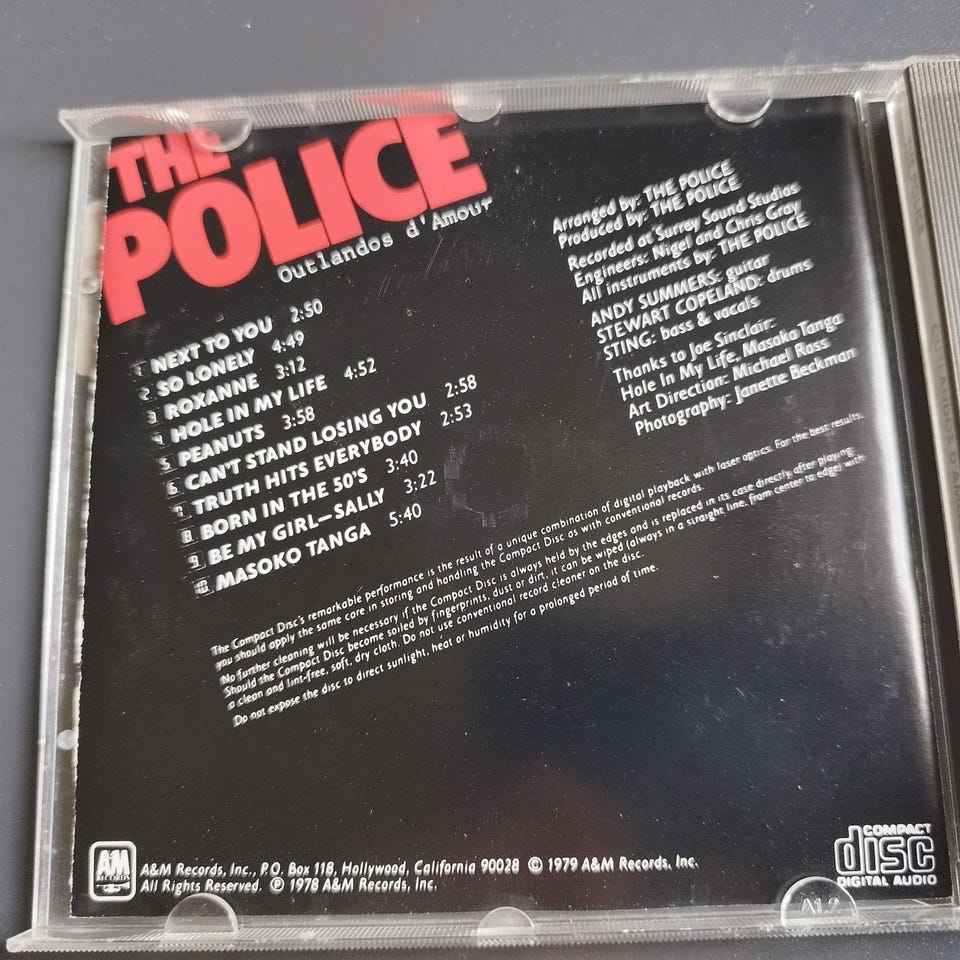 THE
POLICE
Outlandos d'Amour
1. NEXT TO YOU 2:50
2. SO LONELY 4:49
3. ROXANNE 3:12
4. HOLE IN MY LIFE 4:52
5. PEANUTS 3:58
6. CAN'T STAND LOSING YOU 2:58
7. TRUTH HITS EVERYBODY 2:53
8. BORN IN THE 50'S 3:40
9. BE MY GIRL—SALLY 3:22
10. MASOKO TANGA 5:40
Arranged by: THE POLICE
Produced by: THE POLICE
Recorded at Surrey Sound Studios
Engineers: Nigel and Chris Gray
All instruments by: THE POLICE
ANDY SUMMERS: guitar
STEWART COPELAND: drums
STING: bass & vocals
Thanks to Joe Sinclair:
Hole In My Life, Masoko Tanga
Art Direction: Michael Ross
Photography: Janette Beckman
The Compact Disc's remarkable performance is the result of a unique combination of digital playback with laser optics. For the best results,
you should apply the same care in storing and handling the Compact Disc as with conventional records.
No further cleaning will be necessary if the Compact Disc is always held by the edges and is replaced in its case directly after playing.
Should the Compact Disc become soiled by fingerprints, dust or dirt, it can be wiped (always in a straight line, from center to edge) with
a clean and lint-free, soft, dry cloth. Do not use conventional record cleaner on the disc.
Do not expose the disc to direct sunlight, heat or humidity for a prolonged period of time.
A&M
RECORDS
A&M Records, Inc., P.O. Box 118, Hollywood, California 90028 © 1979 A&M Records, Inc.
All Rights Reserved. ℗ 1978 A&M Records, Inc.
COMPACT
disc
DIGITAL AUDIO